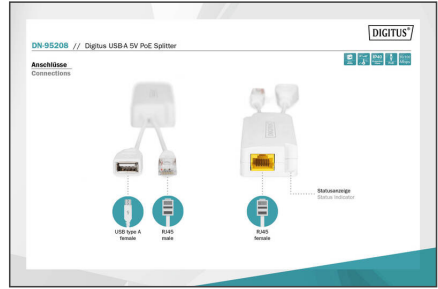 DIGITUS®
DN-95208 // Digitus USB-A 5V PoE Splitter
Anschlüsse
Connections
Statusanzeige
Status indicator
USB type A
female
RJ45
male
RJ45
female